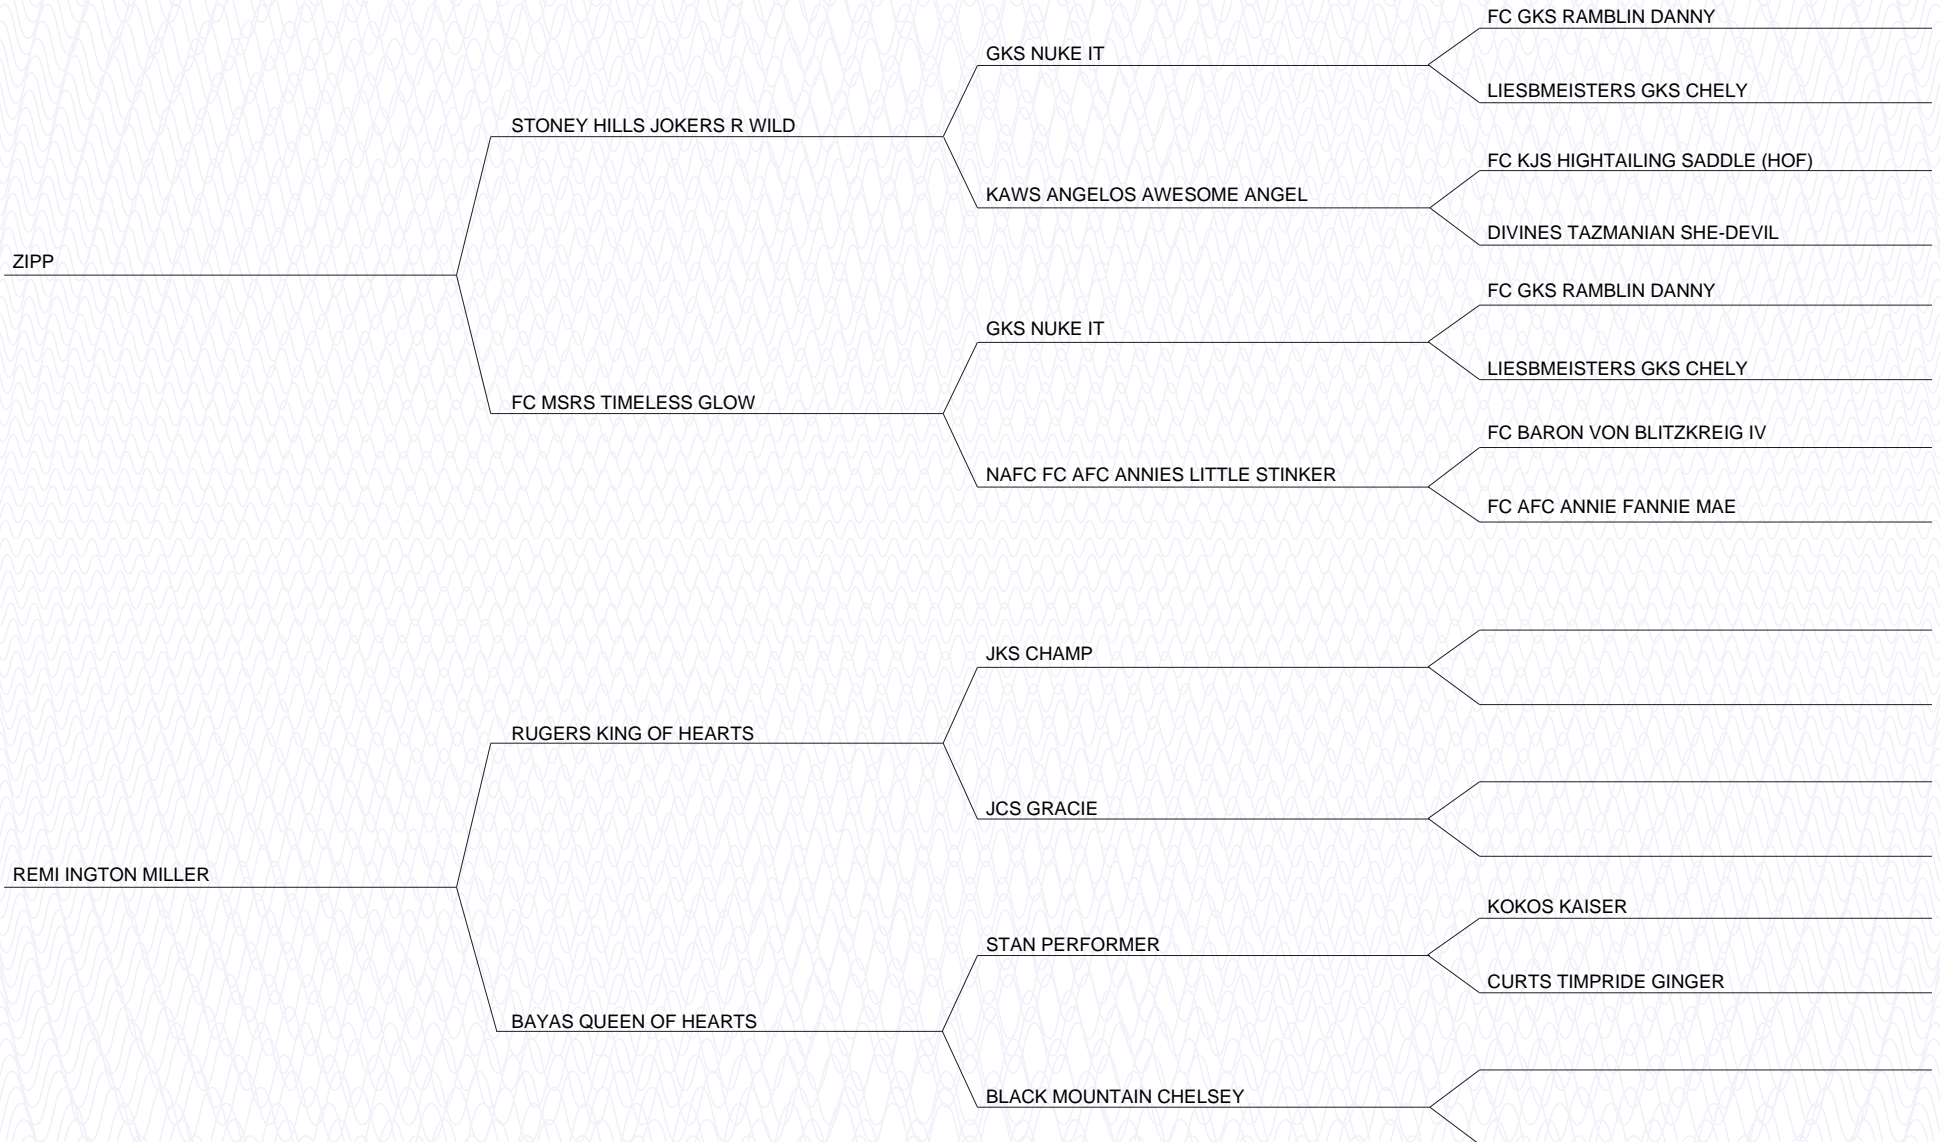 FC GKS RAMBLIN DANNY
GKS NUKE IT
LIESBMEISTERS GKS CHELY
STONEY HILLS JOKERS R WILD
FC KJS HIGHTAILING SADDLE (HOF)
KAWS ANGELOS AWESOME ANGEL
DIVINES TAZMANIAN SHE-DEVIL
ZIPP
FC GKS RAMBLIN DANNY
GKS NUKE IT
LIESBMEISTERS GKS CHELY
FC MSRS TIMELESS GLOW
FC BARON VON BLITZKREIG IV
NAFC FC AFC ANNIES LITTLE STINKER
FC AFC ANNIE FANNIE MAE
JKS CHAMP
RUGERS KING OF HEARTS
JCS GRACIE
REMI INGTON MILLER
KOKOS KAISER
STAN PERFORMER
CURTS TIMPRIDE GINGER
BAYAS QUEEN OF HEARTS
BLACK MOUNTAIN CHELSEY